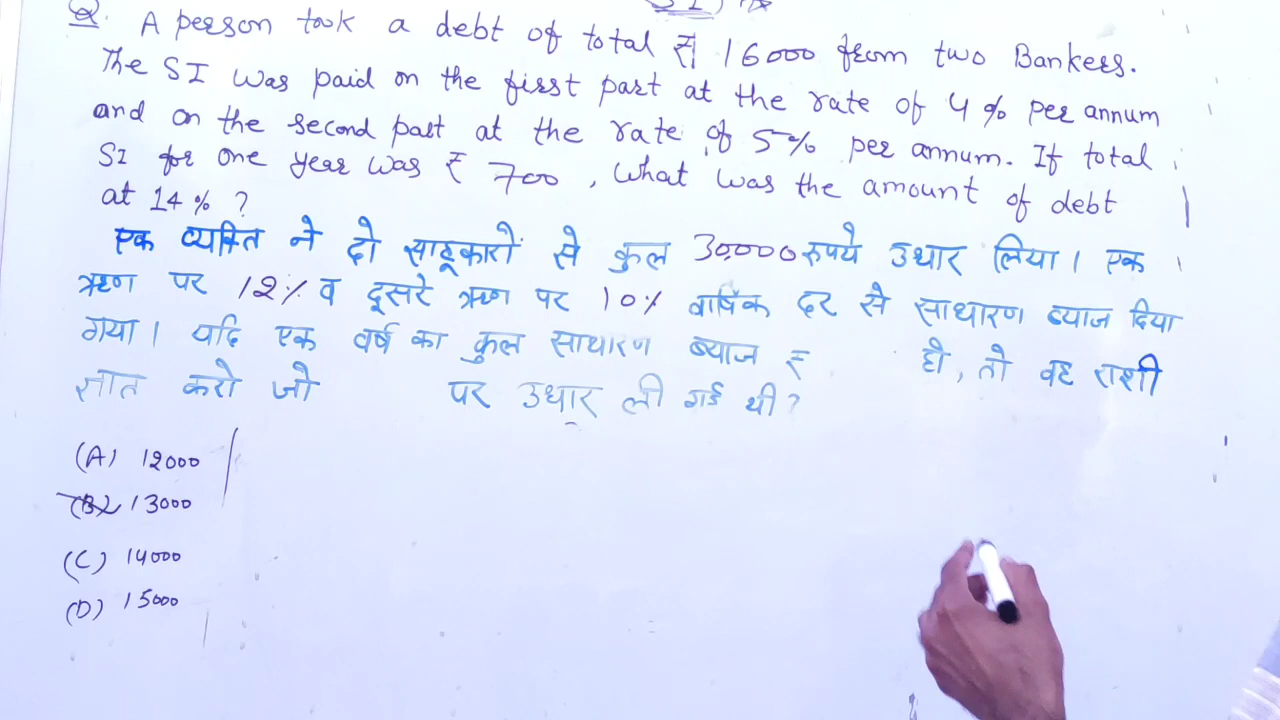 Q. A person took a debt of total ₹ 16000 from two Bankers.
The SI was paid on the first part at the rate of 4% per annum
and on the second part at the rate of 5% per annum. If total
SI for one year was ₹ 700, What was the amount of debt
at 14% ?
एक व्यक्ति ने दो साहूकारों से कुल 30000 रुपये उधार लिया। एक
ऋण पर 12% व दूसरे ऋण पर 10% वार्षिक दर से साधारण ब्याज दिया
गया। यदि एक वर्ष का कुल साधारण ब्याज ₹ हो, तो वह राशी
ज्ञात करो जो पर उधार ली गई थी?
(A) 12000
(B) 13000
(C) 14000
(D) 15000